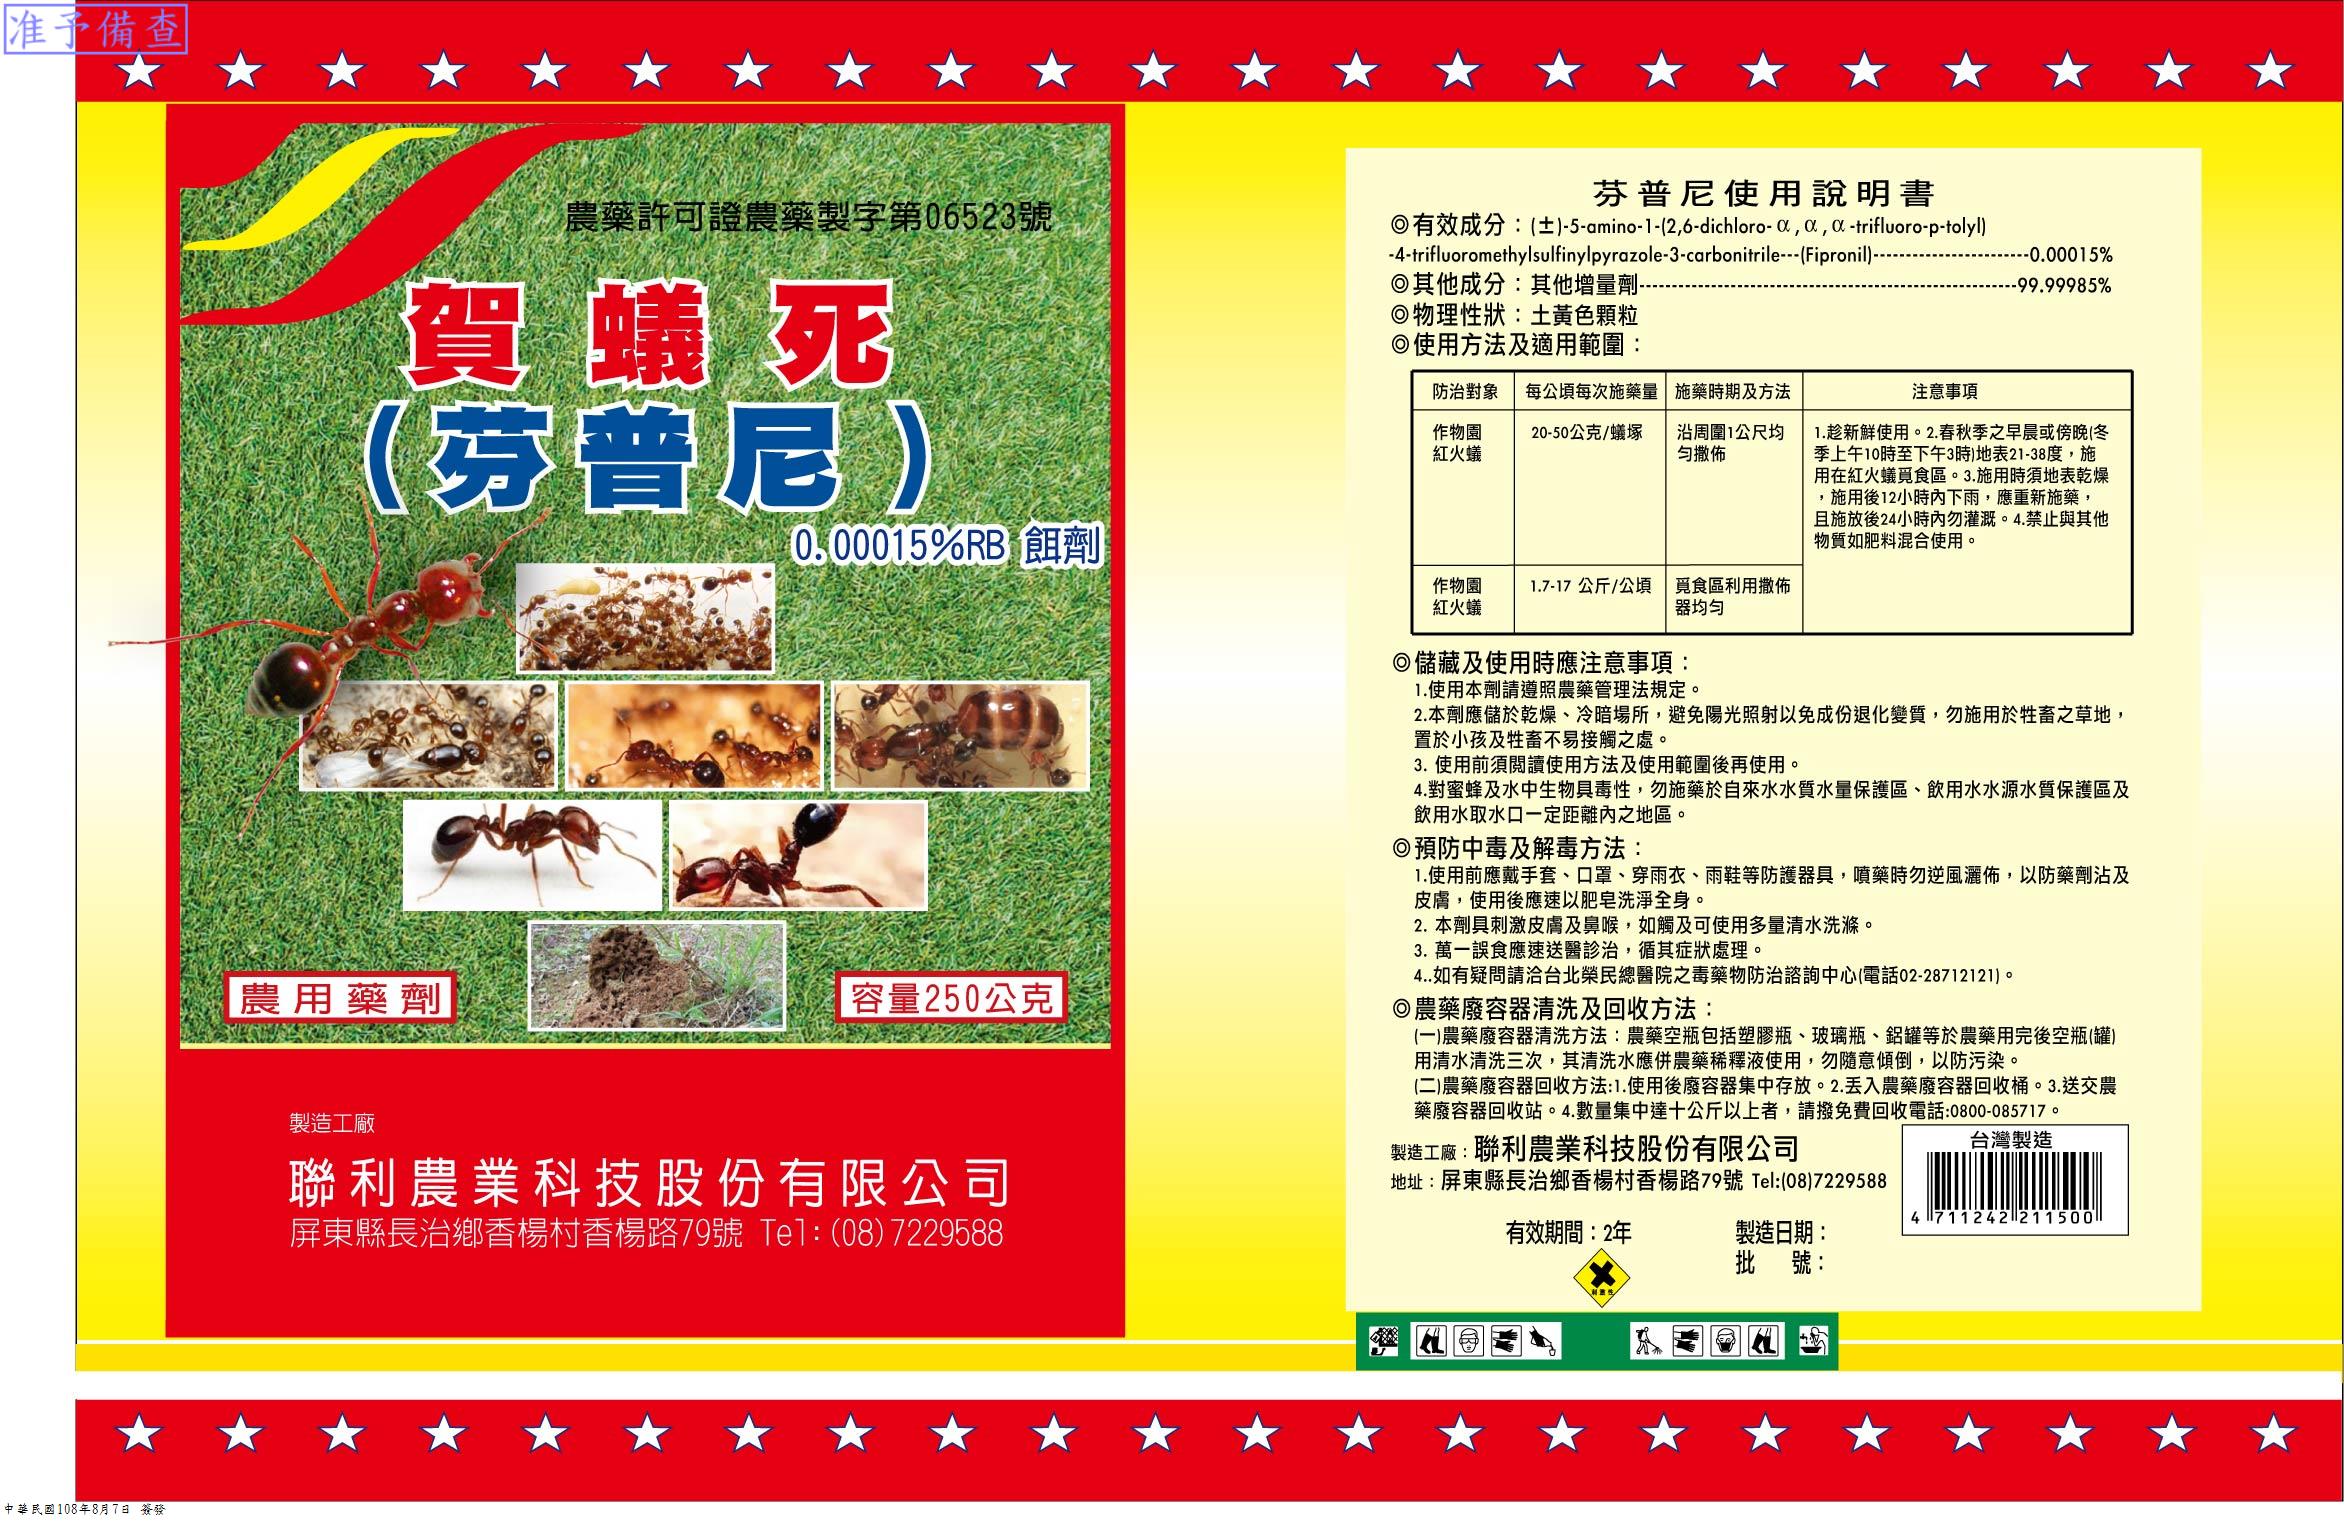 准予備查
農藥許可證農藥製字第06523號
賀蟻死
(芬普尼)
0.00015%RB 餌劑
農用藥劑
容量250公克
製造工廠
聯利農業科技股份有限公司
屏東縣長治鄉香楊村香楊路79號 Tel:(08)7229588
芬普尼使用說明書
◎有效成分：(±)-5-amino-1-(2,6-dichloro-α,α,α-trifluoro-p-tolyl)
-4-trifluoromethylsulfinylpyrazole-3-carbonitrile---(Fipronil)------------------------0.00015%
◎其他成分：其他增量劑----------------------------------------------------------99.99985%
◎物理性狀：土黃色顆粒
◎使用方法及適用範圍：
防治對象 每公頃每次施藥量 施藥時期及方法 注意事項
作物園
紅火蟻
20-50公克/蟻塚
沿周圍1公尺均
勻撒佈
1.趁新鮮使用。2.春秋季之早晨或傍晚(冬
季上午10時至下午3時)地表21-38度，施
用在紅火蟻覓食區。3.施用時須地表乾燥
，施用後12小時內下雨，應重新施藥，
且施放後24小時內勿灌溉。4.禁止與其他
物質如肥料混合使用。
作物園
紅火蟻
1.7-17 公斤/公頃
覓食區利用撒佈
器均勻
◎儲藏及使用時應注意事項：
1.使用本劑請遵照農藥管理法規定。
2.本劑應儲於乾燥、冷暗場所，避免陽光照射以免成份退化變質，勿施用於牲畜之草地，
置於小孩及牲畜不易接觸之處。
3. 使用前須閱讀使用方法及使用範圍後再使用。
4.對蜜蜂及水中生物具毒性，勿施藥於自來水水質水量保護區、飲用水水源水質保護區及
飲用水取水口一定距離內之地區。
◎預防中毒及解毒方法：
1.使用前應戴手套、口罩、穿雨衣、雨鞋等防護器具，噴藥時勿逆風灑佈，以防藥劑沾及
皮膚，使用後應速以肥皂洗淨全身。
2. 本劑具刺激皮膚及鼻喉，如觸及可使用多量清水洗滌。
3. 萬一誤食應速送醫診治，循其症狀處理。
4..如有疑問請洽台北榮民總醫院之毒藥物防治諮詢中心(電話02-28712121)。
◎農藥廢容器清洗及回收方法：
(一)農藥廢容器清洗方法：農藥空瓶包括塑膠瓶、玻璃瓶、鋁罐等於農藥用完後空瓶(罐)
用清水清洗三次，其清洗水應併農藥稀釋液使用，勿隨意傾倒，以防污染。
(二)農藥廢容器回收方法:1.使用後廢容器集中存放。2.丟入農藥廢容器回收桶。3.送交農
藥廢容器回收站。4.數量集中達十公斤以上者，請撥免費回收電話:0800-085717。
製造工廠：聯利農業科技股份有限公司
地址：屏東縣長治鄉香楊村香楊路79號 Tel:(08)7229588
台灣製造
4 711242 211500
有效期間：2年
製造日期：
批 號：
刺激性
中華民國108年8月7日 簽發